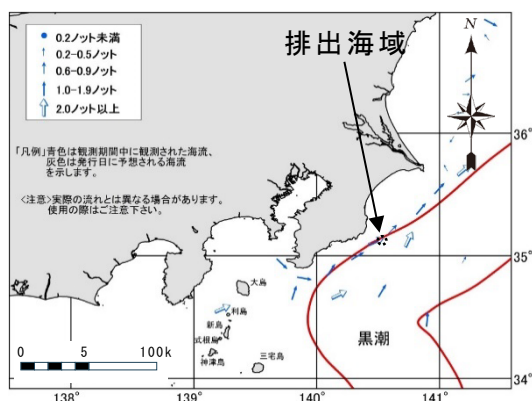 0.2ノット未満
0.2-0.5ノット
0.6-0.9ノット
1.0-1.9ノット
2.0ノット以上
排出海域
N
「凡例」青色は観測期間中に観測された海流、
灰色は発行日に予想される海流
を示します。
<注意>実際の流れとは異なる場合があります。
使用の際はご注意下さい。
36°
35°
34°
大島
利島
新島
式根島
神津島
三宅島
黒潮
0 5 100k
138°
139°
140°
141°